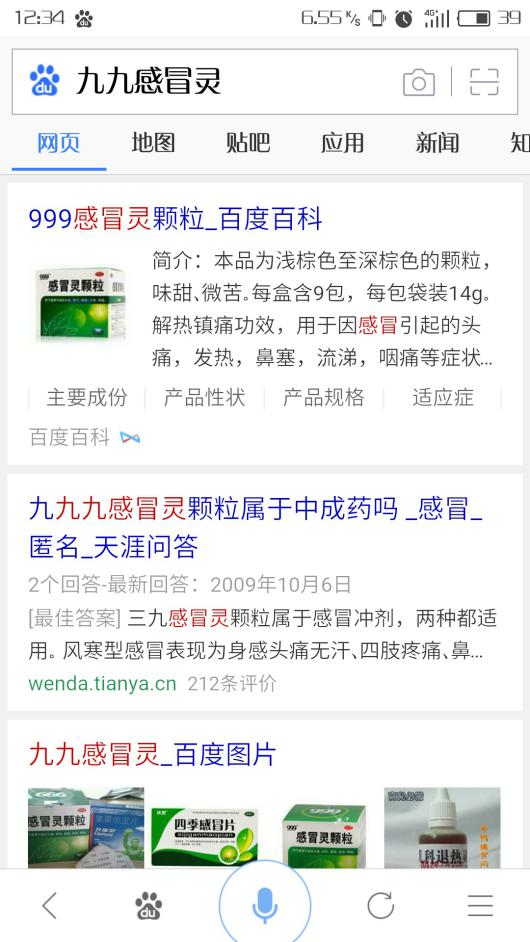 12:34 6.55 K/s 4G 39
du 九九感冒灵
网页 地图 贴吧 应用 新闻 知
999感冒灵颗粒_百度百科
简介：本品为浅棕色至深棕色的颗粒，
味甜、微苦。每盒含9包，每包袋装14g。
解热镇痛功效，用于因感冒引起的头
痛，发热，鼻塞，流涕，咽痛等症状...
999
感冒灵颗粒
主要成份 产品性状 产品规格 适应症
百度百科
九九九感冒灵颗粒属于中成药吗 _感冒_
匿名_天涯问答
2个回答-最新回答：2009年10月6日
[最佳答案] 三九感冒灵颗粒属于感冒冲剂，两种都适
用。风寒型感冒表现为身感头痛无汗、四肢疼痛、鼻...
wenda.tianya.cn 212条评价
九九感冒灵_百度图片
感冒灵颗粒
四季感冒片
sijiganmaopian
999
感冒灵颗粒
科退热灵
du